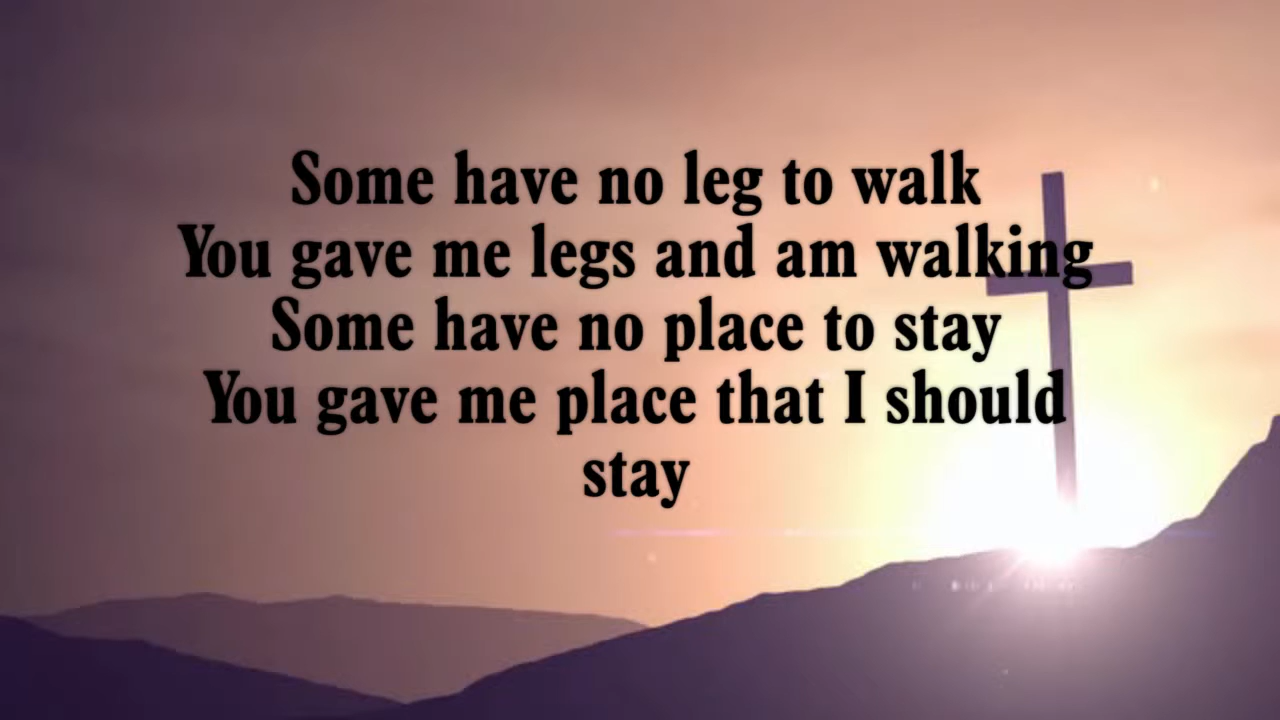 Some have no leg to walk
You gave me legs and am walking
Some have no place to stay
You gave me place that I should
stay